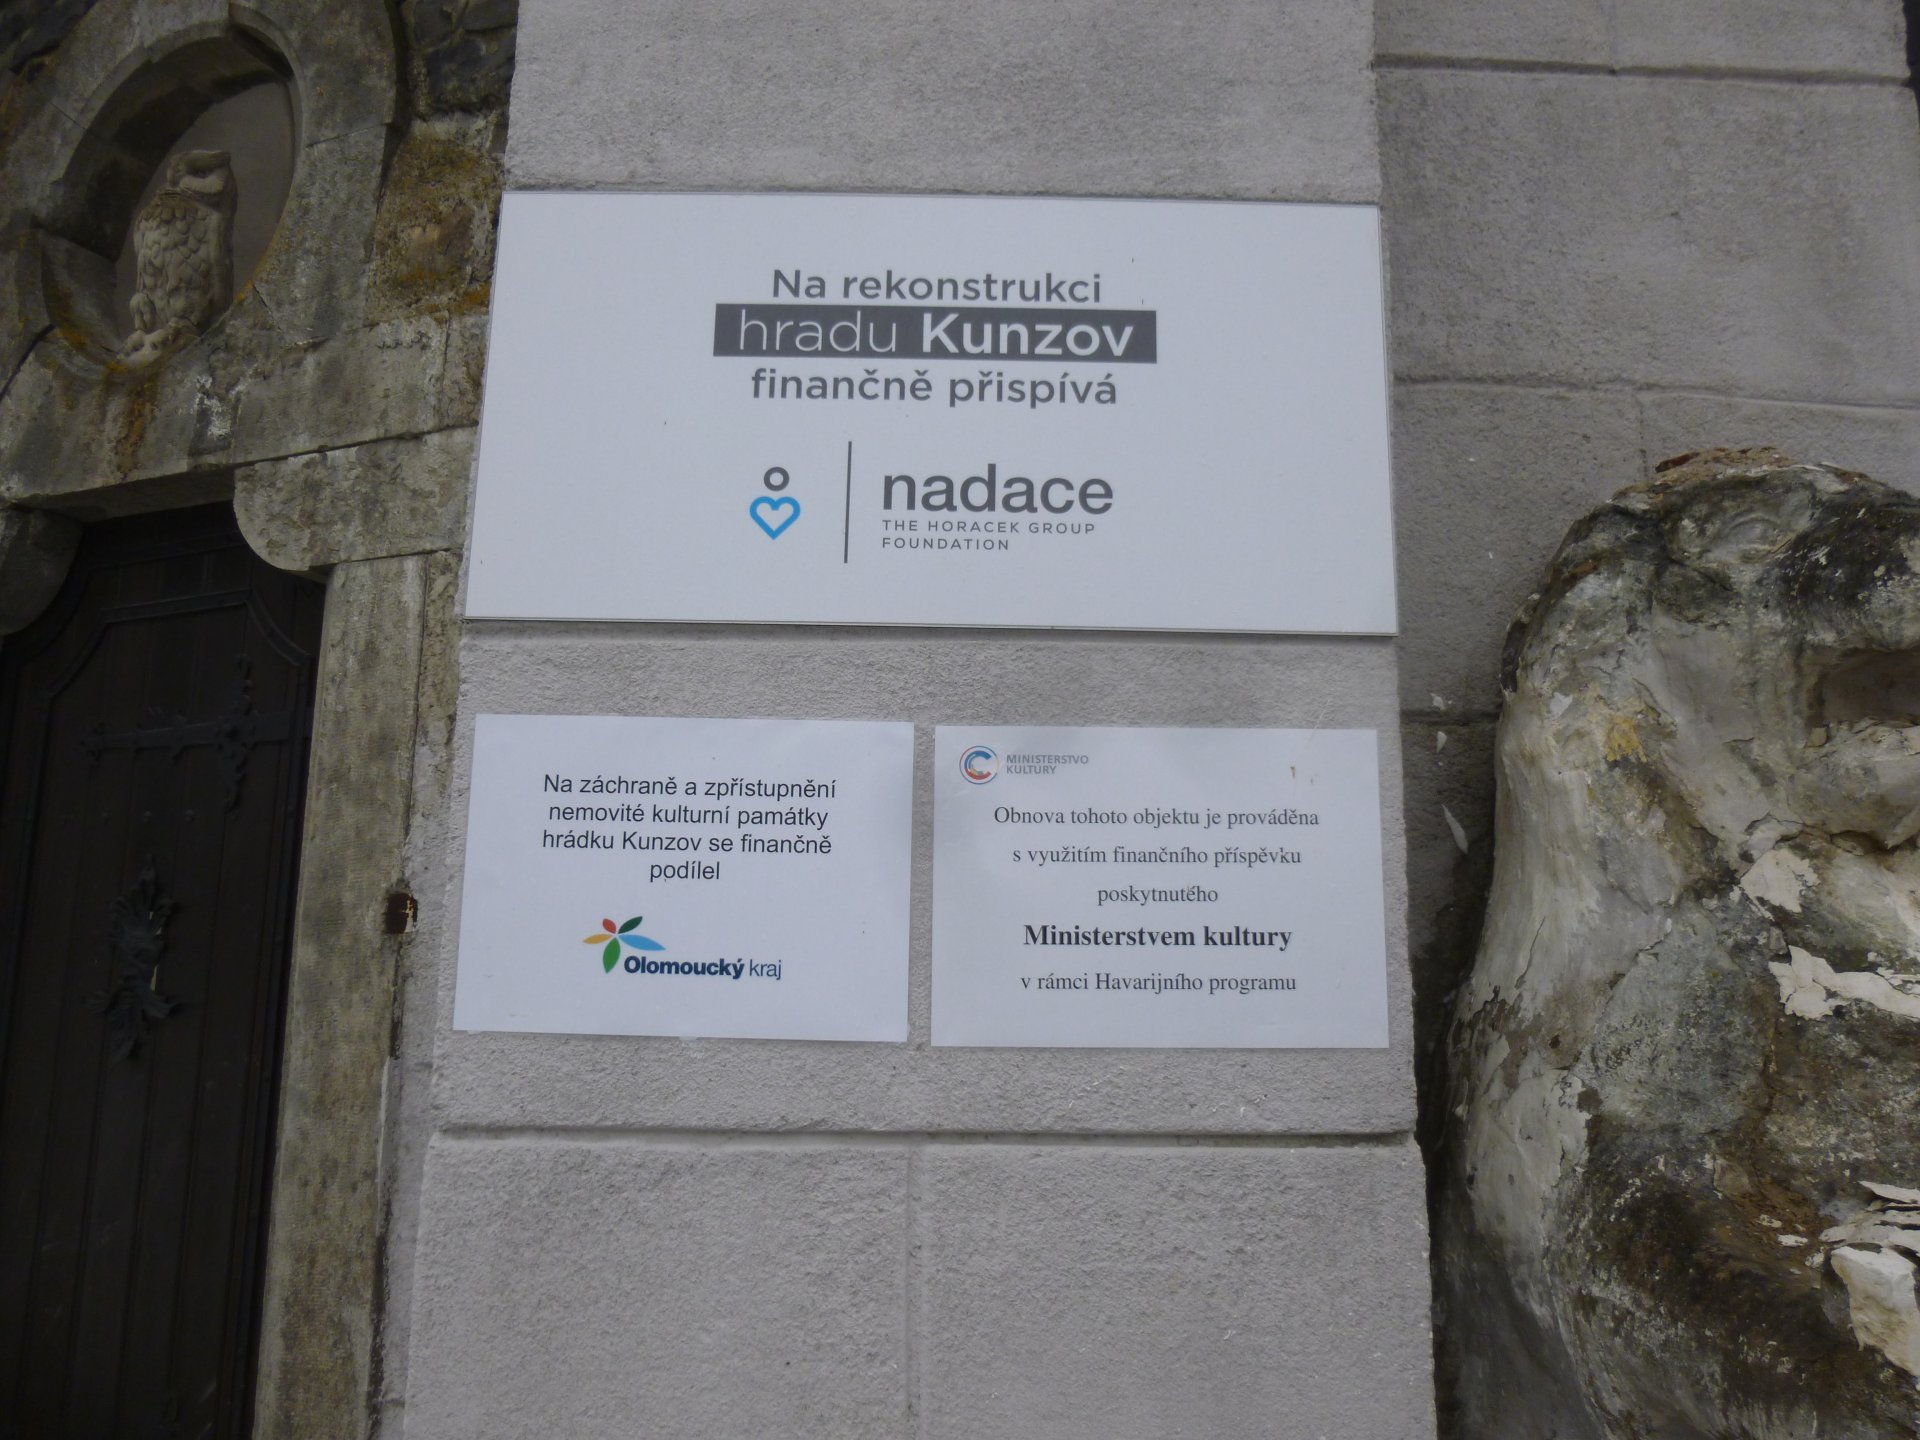 Na rekonstrukci
hradu Kunzov
finančně přispívá
nadace
THE HORACEK GROUP
FOUNDATION
Na záchraně a zpřístupnění
nemovité kulturní památky
hrádku Kunzov se finančně
podílel
Olomoucký kraj
MINISTERSTVO
KULTURY
Obnova tohoto objektu je prováděna
s využitím finančního příspěvku
poskytnutého
Ministerstvem kultury
v rámci Havarijního programu